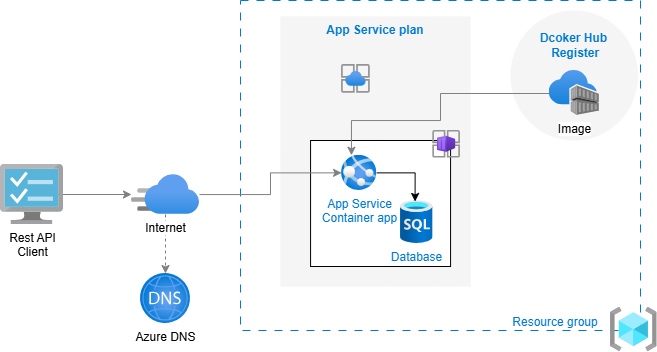 App Service plan
Dcoker Hub
Register
Image
App Service
Container app
SQL
Database
Rest API
Client
Internet
DNS
Azure DNS
Resource group